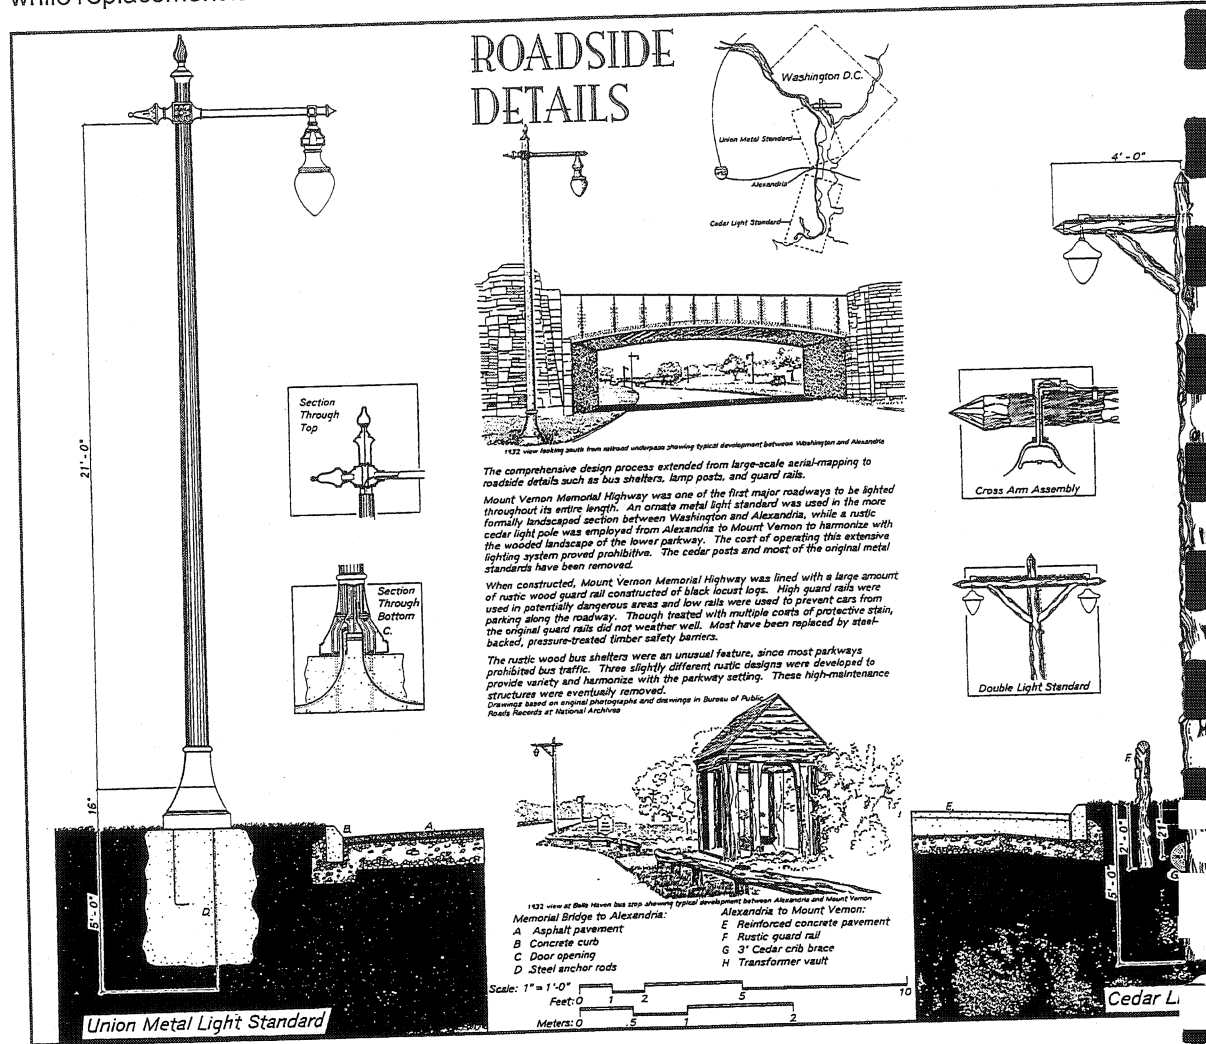 ROADSIDE
DETAILS
Washington D.C.
Union Metal Standard
Alexandria
Cedar Light Standard
4'-0"
21'-0"
Section
Through
Top
Section
Through
Bottom
C.
1932 view looking south from railroad underpass showing typical development between Washington and Alexandria
The comprehensive design process extended from large-scale aerial-mapping to
roadside details such as bus shelters, lamp posts, and guard rails.
Mount Vernon Memorial Highway was one of the first major roadways to be lighted
throughout its entire length. An ornate metal light standard was used in the more
formally landscaped section between Washington and Alexandria, while a rustic
cedar light pole was employed from Alexandria to Mount Vernon to harmonize with
the wooded landscape of the lower parkway. The cost of operating this extensive
lighting system proved prohibitive. The cedar posts and most of the original metal
standards have been removed.
When constructed, Mount Vernon Memorial Highway was lined with a large amount
of rustic wood guard rail constructed of black locust logs. High guard rails were
used in potentially dangerous areas and low rails were used to prevent cars from
parking along the roadway. Though treated with multiple coats of protective stain,
the original guard rails did not weather well. Most have been replaced by steel-
backed, pressure-treated timber safety barriers.
The rustic wood bus shelters were an unusual feature, since most parkways
prohibited bus traffic. Three slightly different rustic designs were developed to
provide variety and harmonize with the parkway setting. These high-maintenance
structures were eventually removed.
Drawings based on original photographs and drawings in Bureau of Public
Roads Records at National Archives
Cross Arm Assembly
Double Light Standard
16"
5'-0"
B.
A.
D.
E.
F.
2'-0"
21"
5'-0"
G.
1932 view at Belle Haven bus stop showing typical development between Alexandria and Mount Vernon
Memorial Bridge to Alexandria:
A Asphalt pavement
B Concrete curb
C Door opening
D Steel anchor rods
Alexandria to Mount Vernon:
E Reinforced concrete pavement
F Rustic guard rail
G 3' Cedar crib brace
H Transformer vault
Scale: 1" = 1'-0"
Feet: 0 1 2 5 10
Meters: 0 .5 1 2
Union Metal Light Standard
Cedar